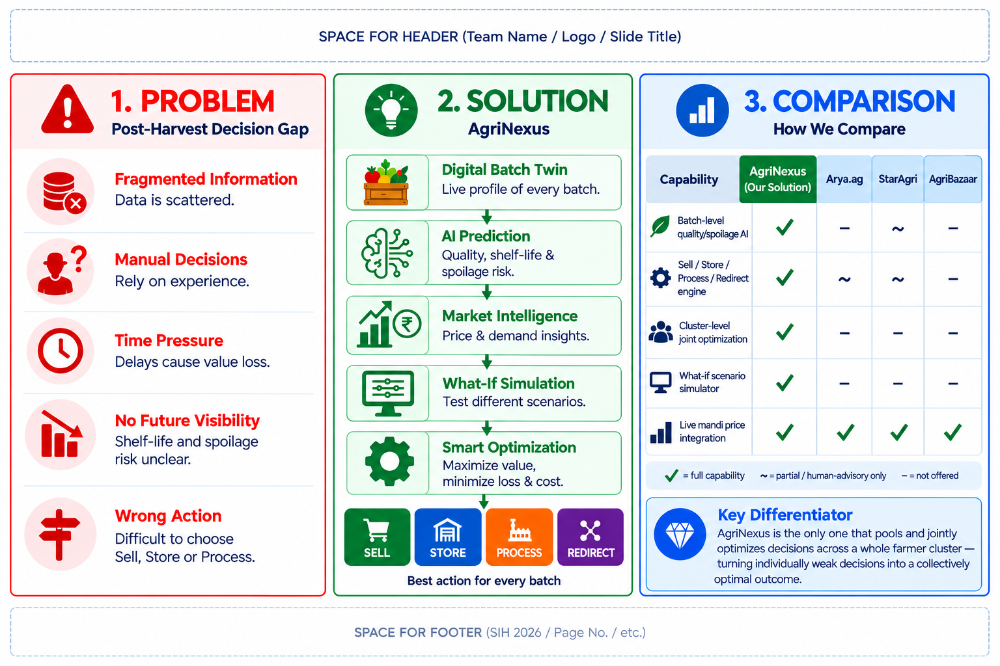 SPACE FOR HEADER (Team Name / Logo / Slide Title)
1. PROBLEM
Post-Harvest Decision Gap
Fragmented Information
Data is scattered.
Manual Decisions
Rely on experience.
Time Pressure
Delays cause value loss.
No Future Visibility
Shelf-life and spoilage
risk unclear.
Wrong Action
Difficult to choose
Sell, Store or Process.
2. SOLUTION
AgriNexus
Digital Batch Twin
Live profile of every batch.
AI Prediction
Quality, shelf-life &
spoilage risk.
₹
Market Intelligence
Price & demand insights.
What-If Simulation
Test different scenarios.
Smart Optimization
Maximize value,
minimize loss & cost.
SELL
STORE
PROCESS
REDIRECT
Best action for every batch
3. COMPARISON
How We Compare
Capability
AgriNexus
(Our Solution)
Arya.ag
StarAgri
AgriBazaar
Batch-level
quality/spoilage AI
✓ – ~ –
Sell / Store /
Process / Redirect
engine
✓ ~ ~ –
Cluster-level
joint optimization
✓ – – –
What-if scenario
simulator
✓ – – –
Live mandi price
integration
✓ ✓ ✓ ✓
✓ = full capability ~ = partial / human-advisory only – = not offered
Key Differentiator
AgriNexus is the only one that pools and jointly
optimizes decisions across a whole farmer cluster —
turning individually weak decisions into a collectively
optimal outcome.
SPACE FOR FOOTER (SIH 2026 / Page No. / etc.)